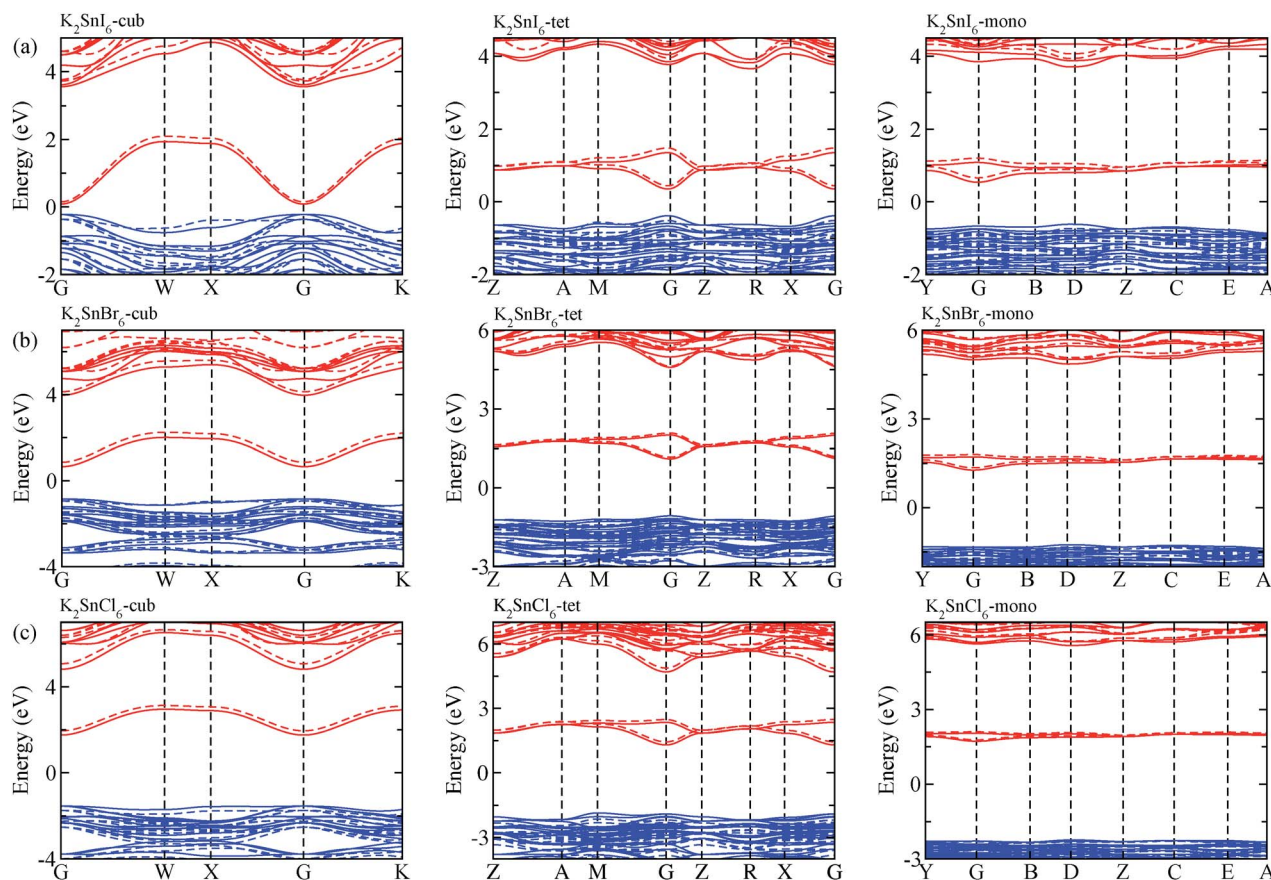 K2SnI6-cub K2SnI6-tet K2SnI6-mono
(a)
Energy (eV) Energy (eV) Energy (eV)
4 4 4
2 2 2
0 0 0
-2 -2 -2
G W X G K Z A M G Z R X G Y G B D Z C E A
K2SnBr6-cub K2SnBr6-tet K2SnBr6-mono
(b)
Energy (eV) Energy (eV) Energy (eV)
6 6
4 3 3
0 0 0
-4 -3
G W X G K Z A M G Z R X G Y G B D Z C E A
K2SnCl6-cub K2SnCl6-tet K2SnCl6-mono
(c)
Energy (eV) Energy (eV) Energy (eV)
6 6
4 3 3
0 0 0
-4 -3 -3
G W X G K Z A M G Z R X G Y G B D Z C E A